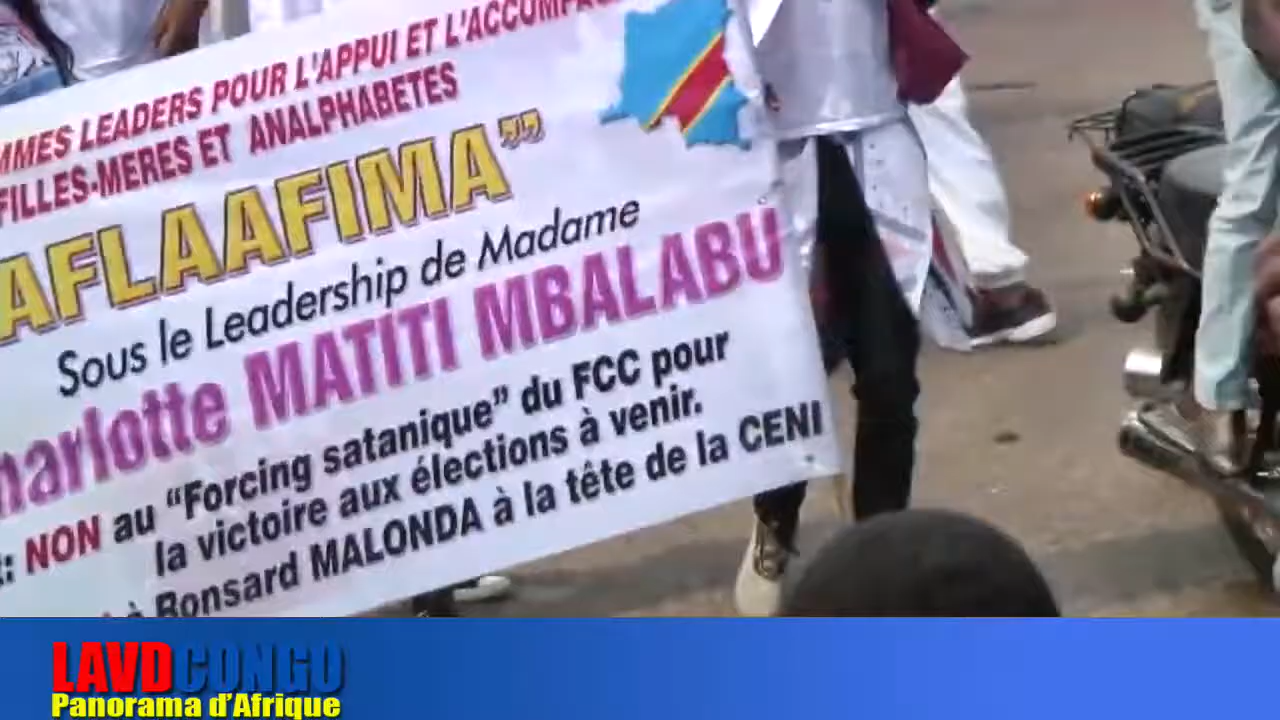 MMES LEADERS POUR L'APPUI ET L'ACCOMPA
FILLES-MERES ET ANALPHABETES
AFLAAFIMA””
Sous le Leadership de Madame
harlotte MATITI MBALABU
: NON au “Forcing satanique” du FCC pour
la victoire aux élections à venir.
à Ronsard MALONDA à la tête de la CENI
LAVDCONGO
Panorama d'Afrique